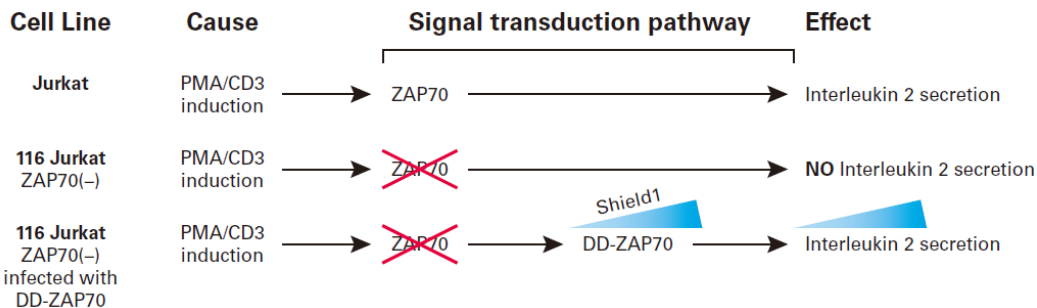 Cell Line Cause Signal transduction pathway Effect
Jurkat
PMA/CD3
induction
ZAP70
Interleukin 2 secretion
116 Jurkat
ZAP70(–)
PMA/CD3
induction
ZAP70
NO Interleukin 2 secretion
116 Jurkat
ZAP70(–)
infected with
DD-ZAP70
PMA/CD3
induction
ZAP70
Shield1
DD-ZAP70
Interleukin 2 secretion